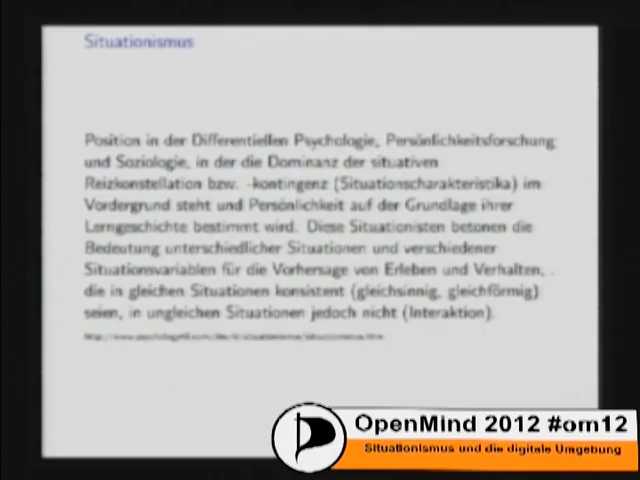 Situationismus
Position in der Differentiellen Psychologie, Persönlichkeitsforschung
und Soziologie, in der die Dominanz der situativen
Reizkonstellation bzw. -kontingenz (Situationscharakteristika) im
Vordergrund steht und Persönlichkeit auf der Grundlage ihrer
Lerngeschichte bestimmt wird. Diese Situationisten betonen die
Bedeutung unterschiedlicher Situationen und verschiedener
Situationsvariablen für die Vorhersage von Erleben und Verhalten, .
die in gleichen Situationen konsistent (gleichsinnig, gleichförmig)
seien, in ungleichen Situationen jedoch nicht (Interaktion).
OpenMind 2012 #om12
Situationismus und die digitale Umgebung